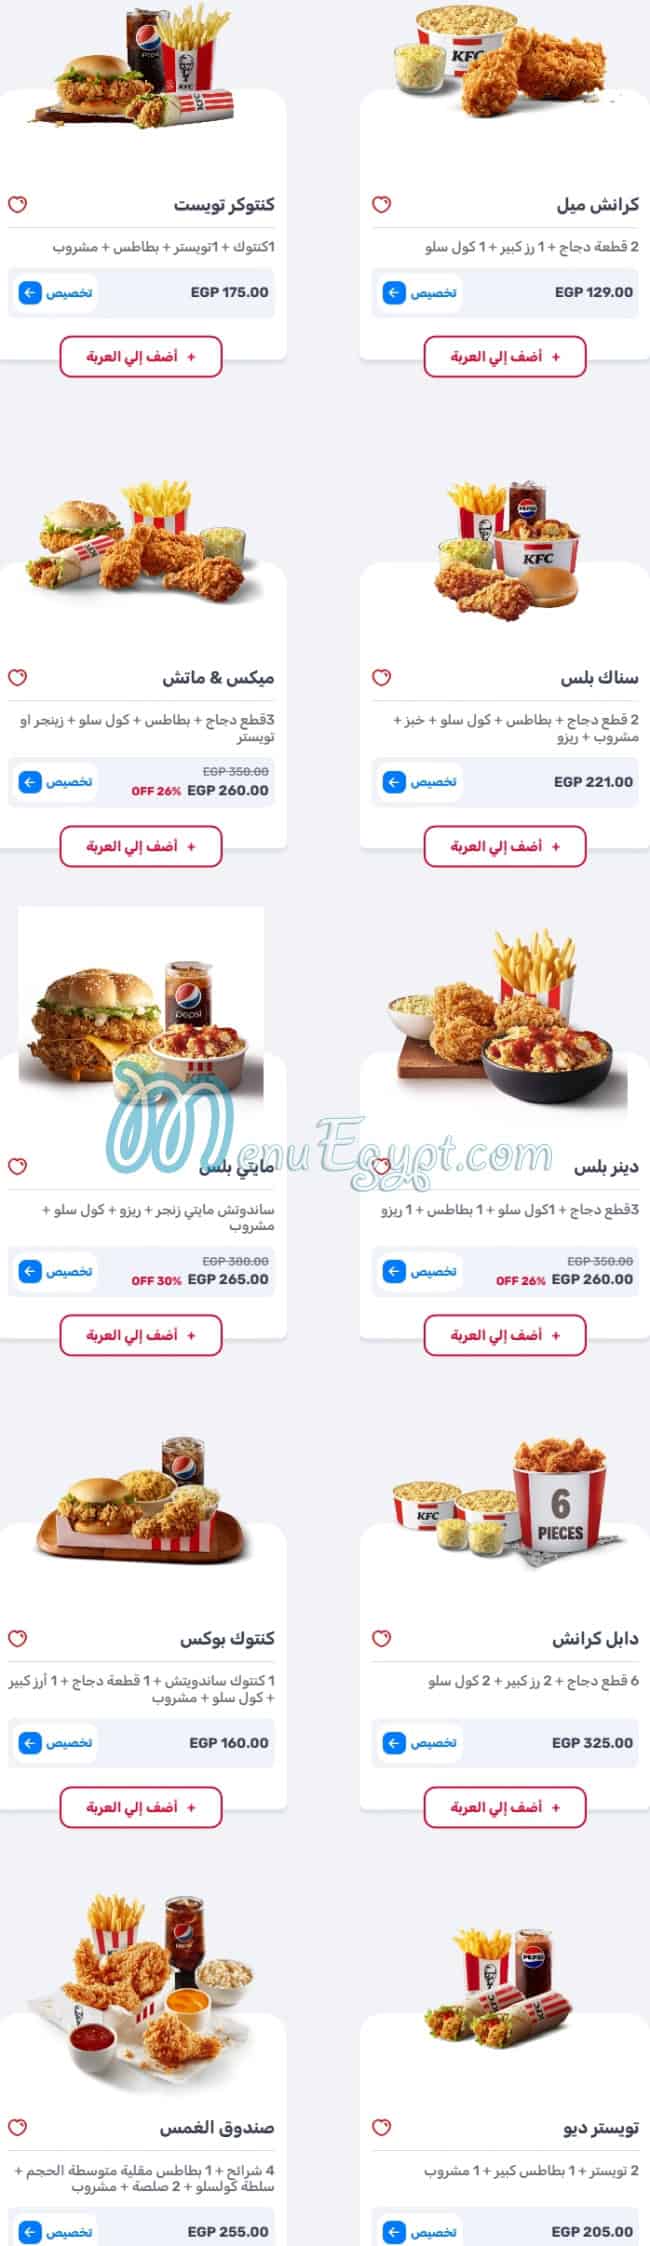 كرانش ميل
2 قطعة دجاج + 1 رز كبير + 1 كول سلو
EGP 129.00
تخصيص
+ أضف إلي العربة
كنتوكر تويست
1كنتوك + 1تويستر + بطاطس + مشروب
EGP 175.00
تخصيص
+ أضف إلي العربة
سناك بلس
2 قطع دجاج + بطاطس + كول سلو + خبز +
مشروب + ريزو
EGP 221.00
تخصيص
+ أضف إلي العربة
ميكس & ماتش
3قطع دجاج + بطاطس + كول سلو + زينجر او
تويستر
EGP 350.00
EGP 260.00 OFF 26%
تخصيص
+ أضف إلي العربة
MenuEgypt.com
دينر بلس
3قطع دجاج + 1كول سلو + 1 بطاطس + 1 ريزو
EGP 350.00
EGP 260.00 OFF 26%
تخصيص
+ أضف إلي العربة
مايتي بلس
ساندوتش مايتي زنجر + ريزو + كول سلو +
مشروب
EGP 380.00
EGP 265.00 OFF 30%
تخصيص
+ أضف إلي العربة
6
PIECES
KFC
دابل كرانش
6 قطع دجاج + 2 رز كبير + 2 كول سلو
EGP 325.00
تخصيص
+ أضف إلي العربة
كنتوك بوكس
1 كنتوك ساندويتش + 1 قطعة دجاج + 1 أرز كبير
+ كول سلو + مشروب
EGP 160.00
تخصيص
+ أضف إلي العربة
تويستر ديو
2 تويستر + 1 بطاطس كبير + 1 مشروب
EGP 205.00
تخصيص
صندوق الغمس
4 شرائح + 1 بطاطس مقلية متوسطة الحجم +
سلطة كولسلو + 2 صلصة + مشروب
EGP 255.00
تخصيص